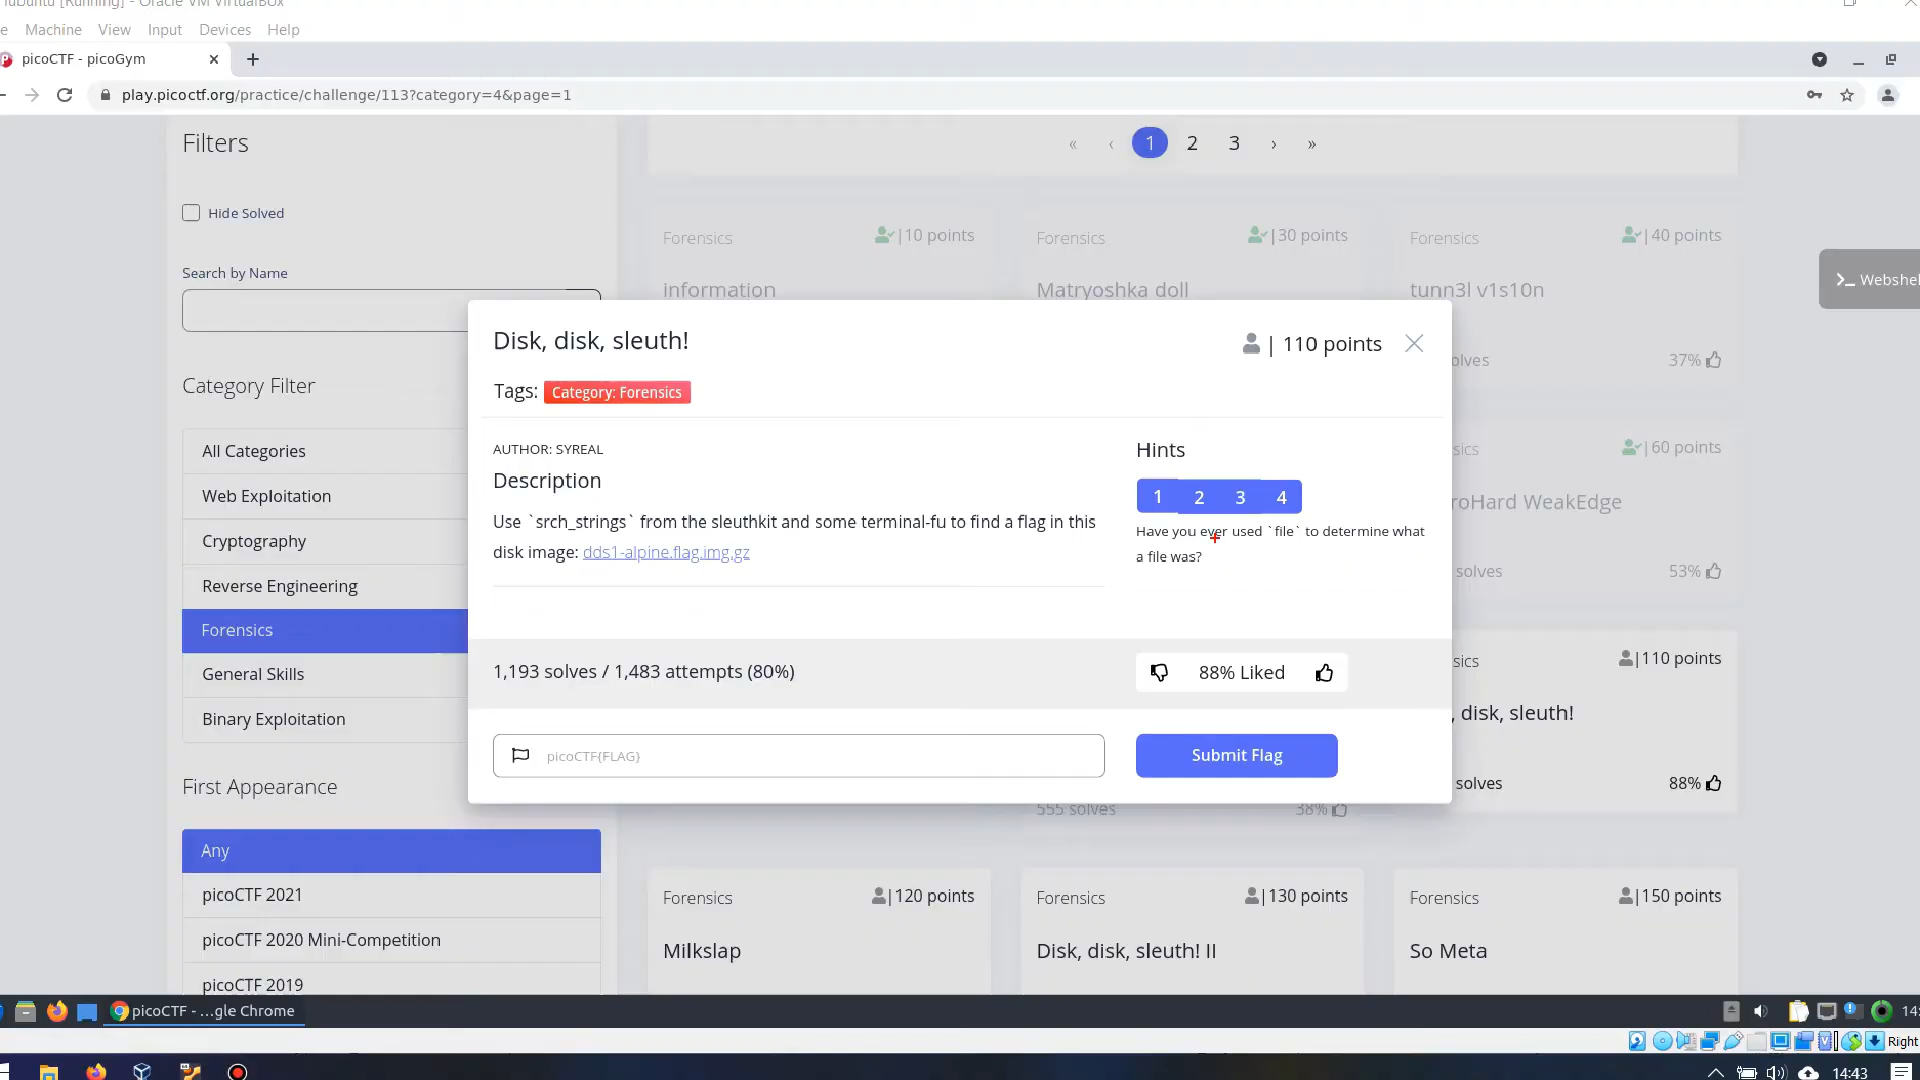 Machine View Input Devices Help
picoCTF - picoGym
play.picoctf.org/practice/challenge/113?category=4&page=1
Filters
« ‹ 1 2 3 › »
Hide Solved
Search by Name
Forensics |10 points
information
Forensics |30 points
Matryoshka doll
Forensics |40 points
tunn3l v1s10n
37%
Category Filter
All Categories
Web Exploitation
Cryptography
Reverse Engineering
Forensics
General Skills
Binary Exploitation
First Appearance
Any
picoCTF 2021
picoCTF 2020 Mini-Competition
picoCTF 2019
Disk, disk, sleuth!
| 110 points
Tags: Category: Forensics
AUTHOR: SYREAL
Description
Use `srch_strings` from the sleuthkit and some terminal-fu to find a flag in this
disk image: dds1-alpine.flag.img.gz
Hints
1 2 3 4
Have you ever used `file` to determine what
a file was?
1,193 solves / 1,483 attempts (80%)
88% Liked
picoCTF{FLAG}
Submit Flag
|60 points
WeakEdge
solves 53%
|110 points
, disk, sleuth!
solves 88%
555 solves 38%
Forensics |120 points
Milkslap
Forensics |130 points
Disk, disk, sleuth! II
Forensics |150 points
So Meta
picoCTF - ...gle Chrome
Right
14:43